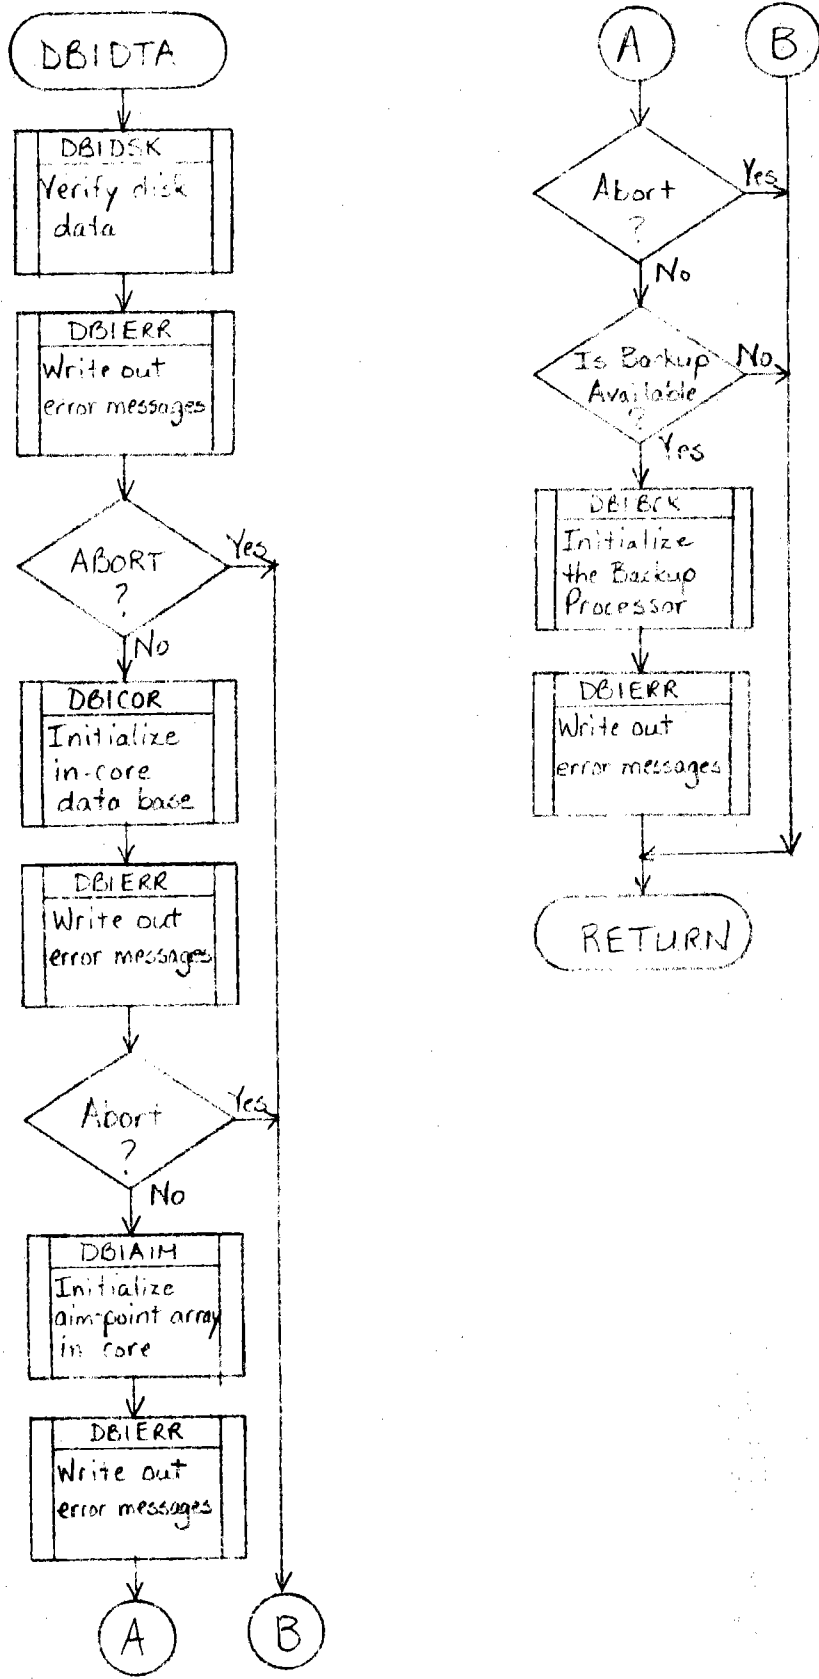 DBIDTA
DBIDSK
Verify disk
data
DBIERR
Write out
error messages
ABORT
?
Yes
No
DBICOR
Initialize
in-core
data base
DBIERR
Write out
error messages
Abort
?
Yes
No
DBIAIM
Initialize
aim-point array
in core
DBIERR
Write out
error messages
A
B
A
B
Abort
?
Yes
No
Is Backup
Available
?
No
Yes
DBIBCK
Initialize
the Backup
Processor
DBIERR
Write out
error messages
RETURN